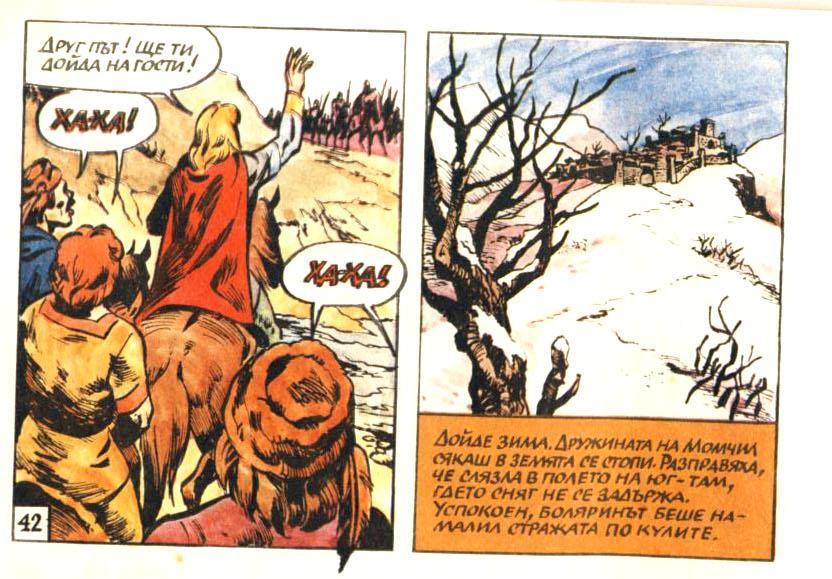 ДРУГ ПЪТ! ЩЕ ТИ
ДОЙДА НА ГОСТИ!
ХА-ХА!
ХА-ХА!
42
ДОЙДЕ ЗИМА. ДРУЖИНАТА НА МОМЧИЛ
СЯКАШ В ЗЕМЯТА СЕ СТОПИ. РАЗПРАВЯХА,
ЧЕ СЛЯЗЛА В ПОЛЕТО НА ЮГ - ТАМ,
ГДЕТО СНЯГ НЕ СЕ ЗАДЪРЖА.
УСПОКОЕН, БОЛЯРИНЪТ БЕШЕ НА-
МАЛИЛ СТРАЖАТА ПО КУЛИТЕ.